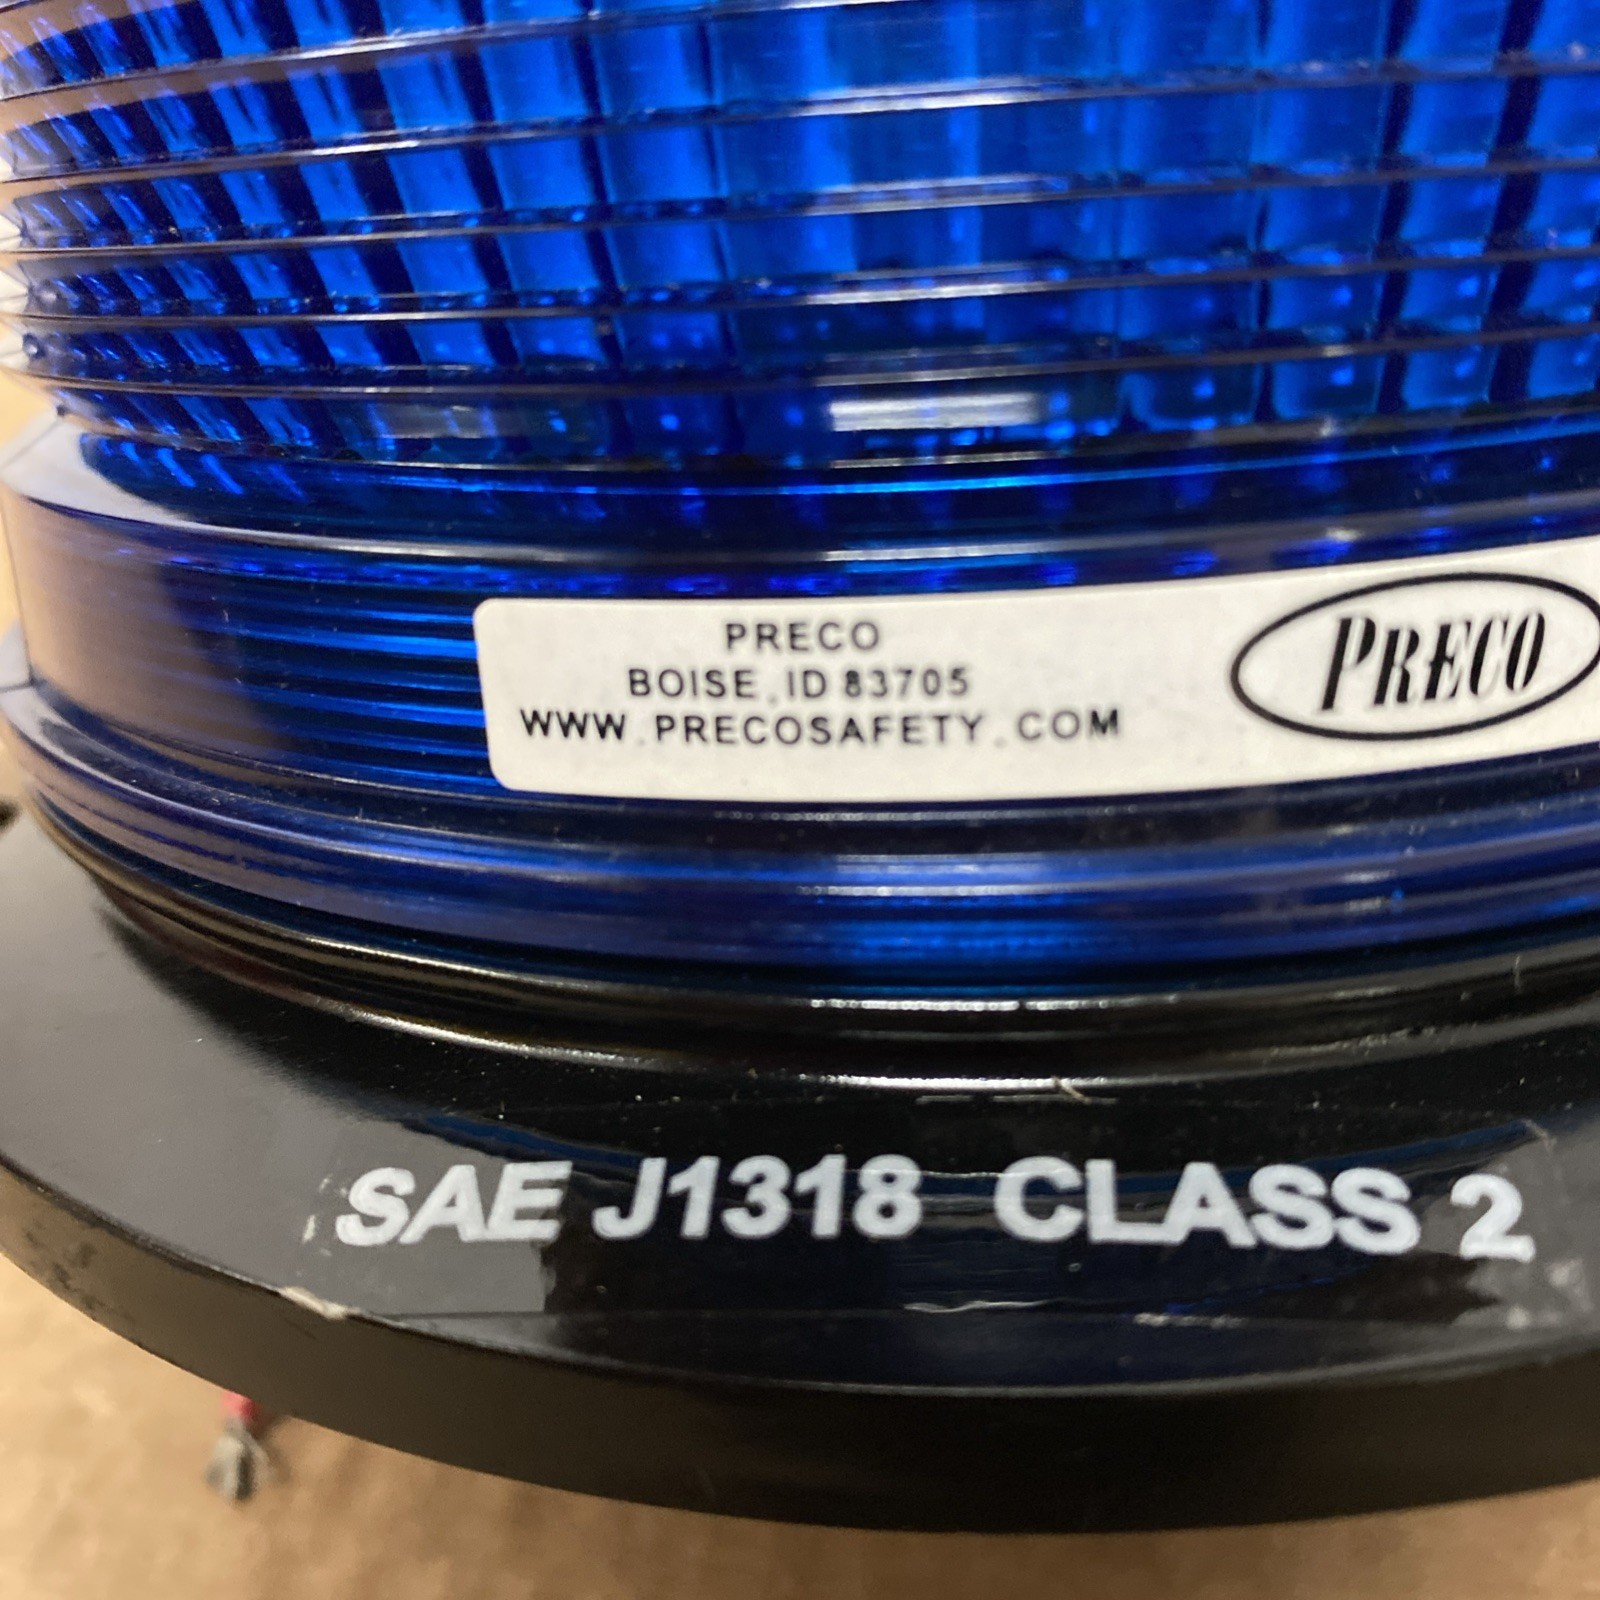 PRECO
BOISE, ID 83705
WWW.PRECOSAFETY.COM
PRECO
SAE J1318 CLASS 2